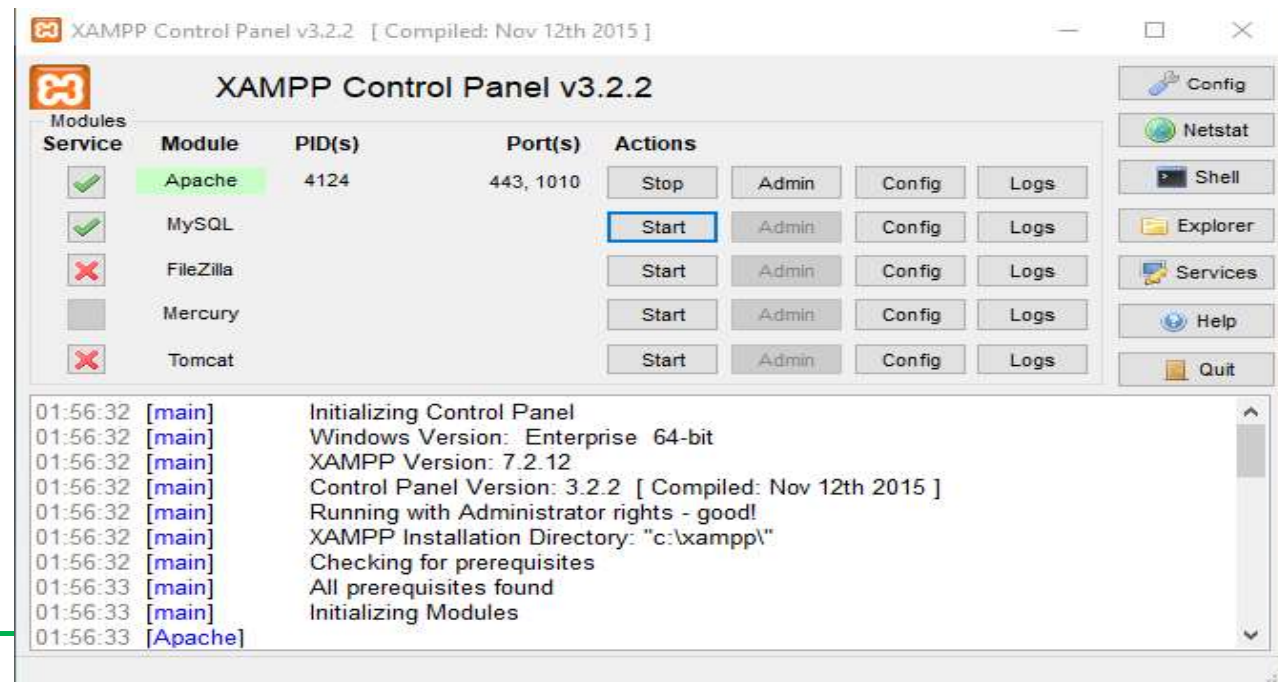 XAMPP Control Panel v3.2.2 [ Compiled: Nov 12th 2015 ]
XAMPP Control Panel v3.2.2
Config
Modules
Service Module PID(s) Port(s) Actions
Netstat
Apache 4124 443, 1010 Stop Admin Config Logs
Shell
MySQL Start Admin Config Logs
Explorer
FileZilla Start Admin Config Logs
Services
Mercury Start Admin Config Logs
Help
Tomcat Start Admin Config Logs
Quit
01:56:32 [main] Initializing Control Panel
01:56:32 [main] Windows Version: Enterprise 64-bit
01:56:32 [main] XAMPP Version: 7.2.12
01:56:32 [main] Control Panel Version: 3.2.2 [ Compiled: Nov 12th 2015 ]
01:56:32 [main] Running with Administrator rights - good!
01:56:32 [main] XAMPP Installation Directory: "c:\xampp\"
01:56:32 [main] Checking for prerequisites
01:56:33 [main] All prerequisites found
01:56:33 [main] Initializing Modules
01:56:33 [Apache]